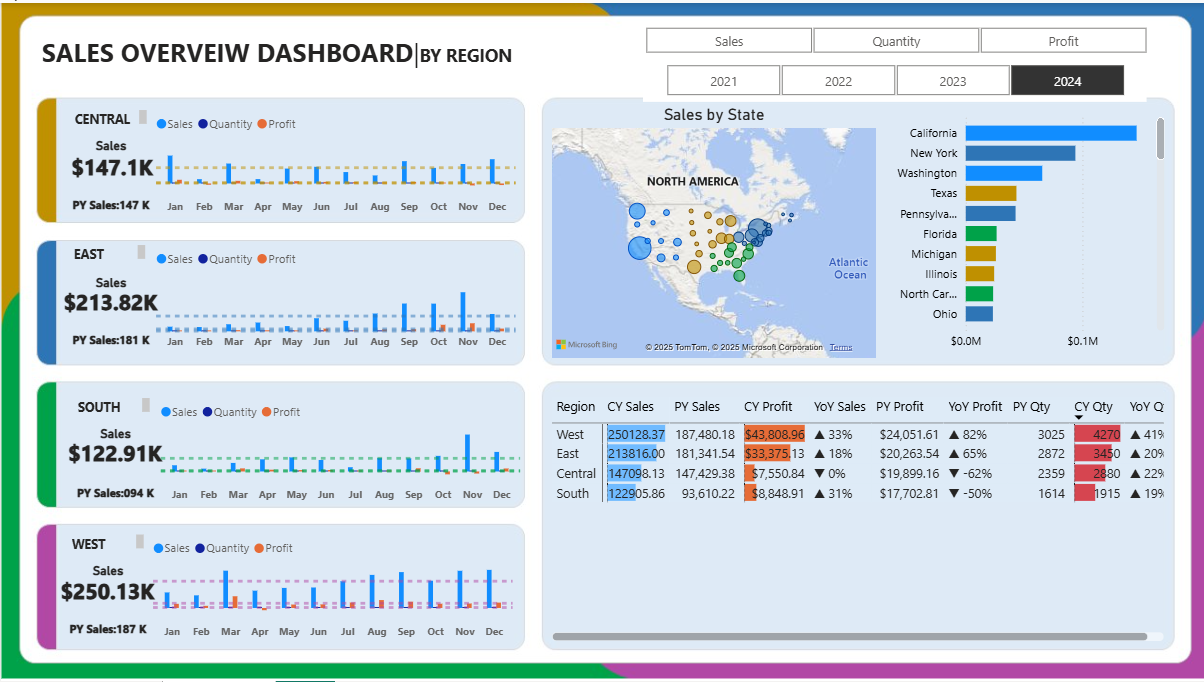 SALES OVERVEIW DASHBOARD|BY REGION
Sales Quantity Profit
2021 2022 2023 2024
CENTRAL
Sales Quantity Profit
Sales
$147.1K
PY Sales:147 K
Jan Feb Mar Apr May Jun Jul Aug Sep Oct Nov Dec
EAST
Sales Quantity Profit
Sales
$213.82K
PY Sales:181 K
Jan Feb Mar Apr May Jun Jul Aug Sep Oct Nov Dec
SOUTH
Sales Quantity Profit
Sales
$122.91K
PY Sales:094 K
Jan Feb Mar Apr May Jun Jul Aug Sep Oct Nov Dec
WEST
Sales Quantity Profit
Sales
$250.13K
PY Sales:187 K
Jan Feb Mar Apr May Jun Jul Aug Sep Oct Nov Dec
Sales by State
NORTH AMERICA
Atlantic
Ocean
Microsoft Bing
© 2025 TomTom, © 2025 Microsoft Corporation Terms
California
New York
Washington
Texas
Pennsylva...
Florida
Michigan
Illinois
North Car...
Ohio
$0.0M $0.1M
Region CY Sales PY Sales CY Profit YoY Sales PY Profit YoY Profit PY Qty CY Qty YoY Q
West 250128.37 187,480.18 $43,808.96 ▲ 33% $24,051.61 ▲ 82% 3025 4270 ▲ 41%
East 213816.00 181,341.54 $33,375.13 ▲ 18% $20,263.54 ▲ 65% 2872 3450 ▲ 20%
Central 147098.13 147,429.38 $7,550.84 ▼ 0% $19,899.16 ▼ -62% 2359 2880 ▲ 22%
South 122905.86 93,610.22 $8,848.91 ▲ 31% $17,702.81 ▼ -50% 1614 1915 ▲ 19%